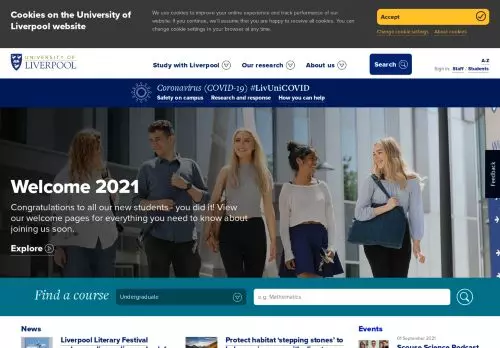 Cookies on the University of
Liverpool website
We use cookies to improve your online experience and track performance of our
website. If you continue, we'll assume that you are happy to receive all cookies. You can
change cookie settings in your browser at any time.
Accept
Change cookie settings
About cookies
UNIVERSITY OF
LIVERPOOL
Study with Liverpool
Our research
About us
Search
A-Z
Sign in: Staff / Students
Coronavirus (COVID-19) #LivUniCOVID
Safety on campus
Research and response
How you can help
Feedback
Welcome 2021
Congratulations to all our new students - you did it! View
our welcome pages for everything you need to know about
joining us soon.
Explore
Find a course
Undergraduate
e.g. Mathematics
News
Liverpool Literary Festival
Protect habitat 'stepping stones' to
Events
01 September 2021
Scouse Science Podcast